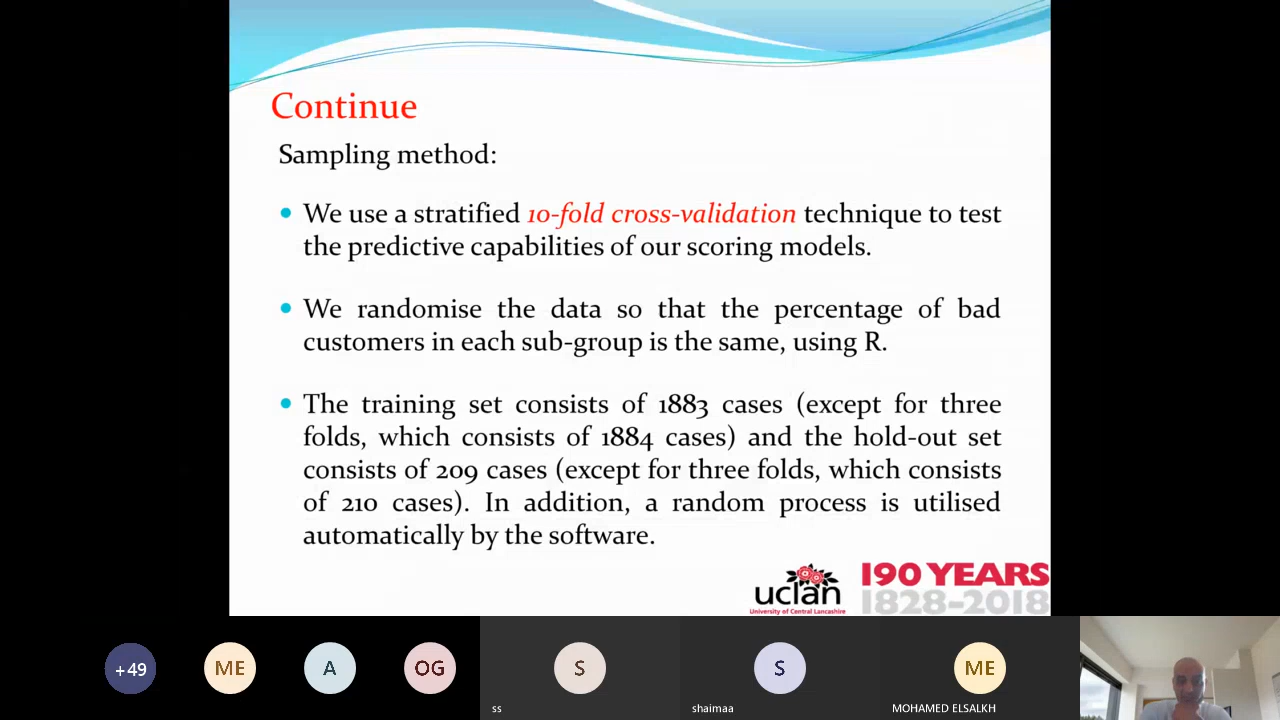 Continue
Sampling method:
We use a stratified 10-fold cross-validation technique to test
the predictive capabilities of our scoring models.
We randomise the data so that the percentage of bad
customers in each sub-group is the same, using R.
The training set consists of 1883 cases (except for three
folds, which consists of 1884 cases) and the hold-out set
consists of 209 cases (except for three folds, which consists
of 210 cases). In addition, a random process is utilised
automatically by the software.
uclan
University of Central Lancashire
190 YEARS
1828-2018
+49
ME
A
OG
S
S
ME
ss
shaimaa
MOHAMED ELSALKH